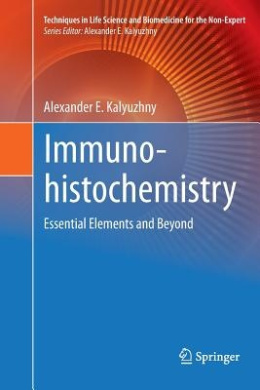 Techniques in Life Science and Biomedicine for the Non-Expert
Series Editor: Alexander E. Kalyuzhny
Alexander E. Kalyuzhny
Immuno-
histochemistry
Essential Elements and Beyond
Springer